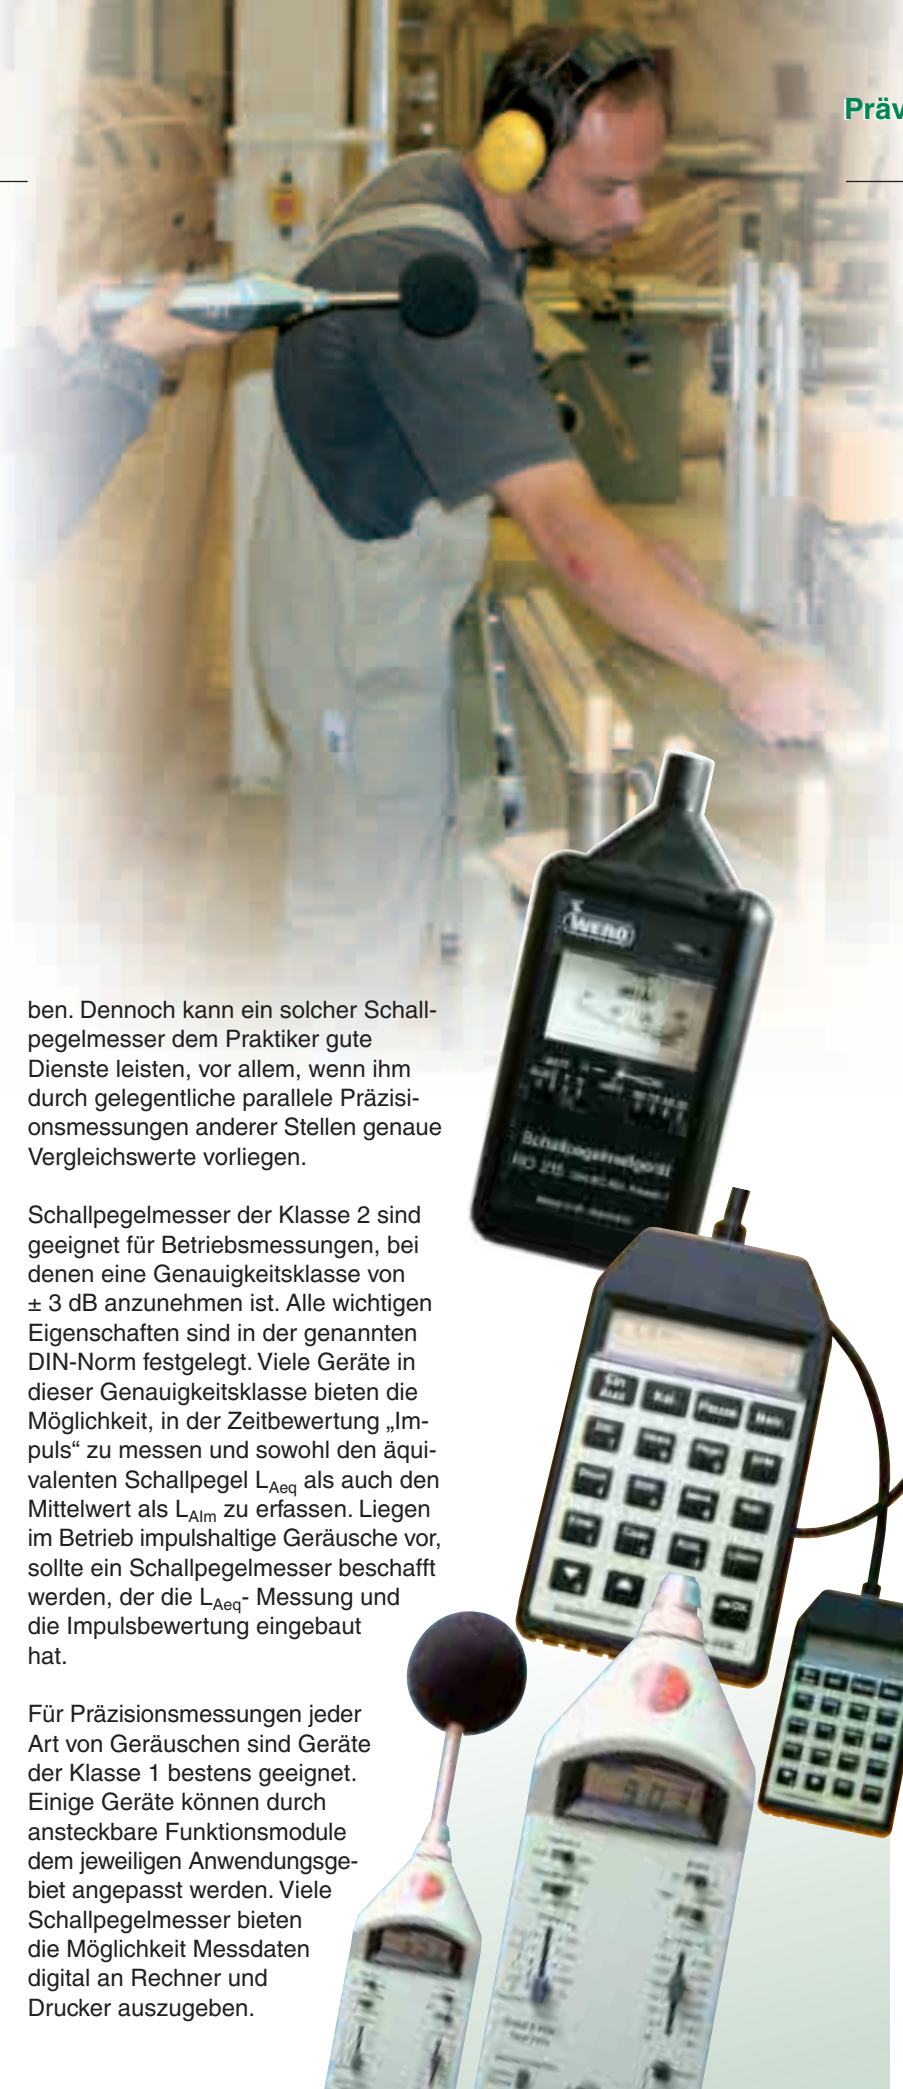 Präv
ben. Dennoch kann ein solcher Schall-
pegelmesser dem Praktiker gute
Dienste leisten, vor allem, wenn ihm
durch gelegentliche parallele Präzisi-
onsmessungen anderer Stellen genaue
Vergleichswerte vorliegen.
Schallpegelmesser der Klasse 2 sind
geeignet für Betriebsmessungen, bei
denen eine Genauigkeitsklasse von
± 3 dB anzunehmen ist. Alle wichtigen
Eigenschaften sind in der genannten
DIN-Norm festgelegt. Viele Geräte in
dieser Genauigkeitsklasse bieten die
Möglichkeit, in der Zeitbewertung „Im-
puls“ zu messen und sowohl den äqui-
valenten Schallpegel LAeq als auch den
Mittelwert als LAIm zu erfassen. Liegen
im Betrieb impulshaltige Geräusche vor,
sollte ein Schallpegelmesser beschafft
werden, der die LAeq- Messung und
die Impulsbewertung eingebaut
hat.
Für Präzisionsmessungen jeder
Art von Geräuschen sind Geräte
der Klasse 1 bestens geeignet.
Einige Geräte können durch
ansteckbare Funktionsmodule
dem jeweiligen Anwendungsge-
biet angepasst werden. Viele
Schallpegelmesser bieten
die Möglichkeit Messdaten
digital an Rechner und
Drucker auszugeben.
Schallpegelmeßgerät
Ein
Aus
Kal
Pause